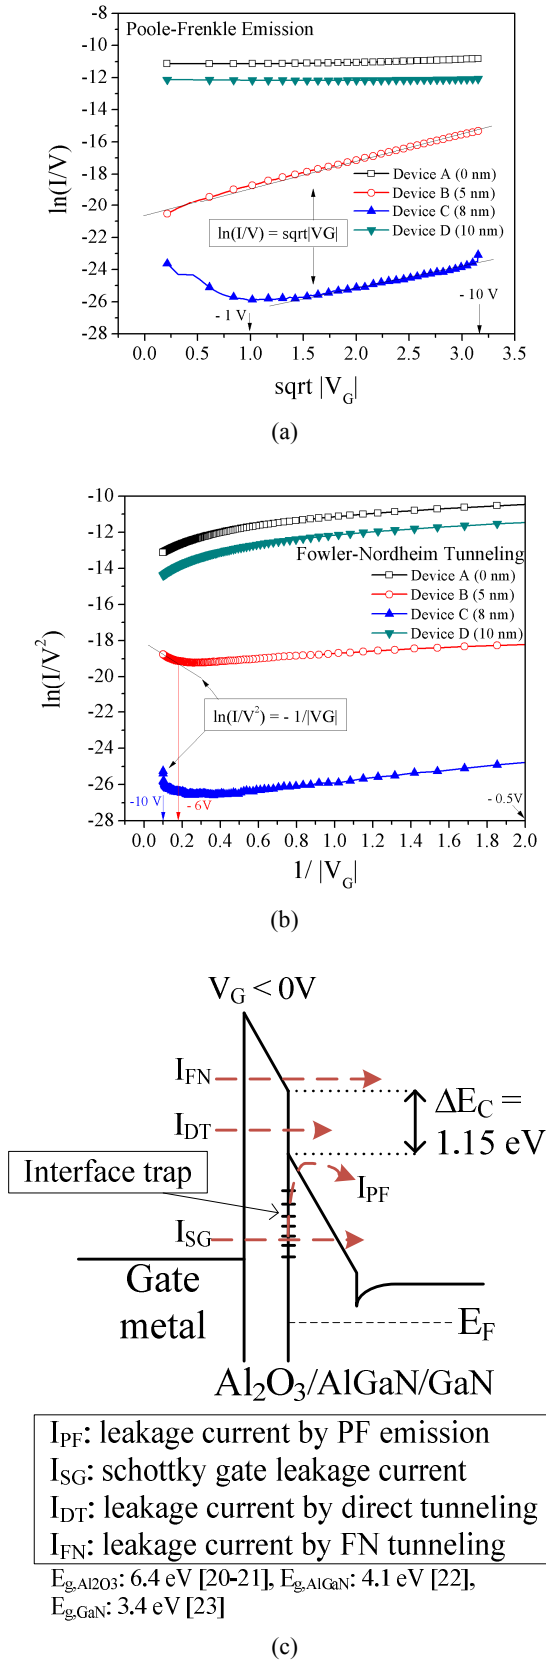 Poole-Frenkle Emission
-8
-10
-12
-14
-16
-18
-20
-22
-24
-26
-28
ln(I/V)
Device A (0 nm)
Device B (5 nm)
Device C (8 nm)
Device D (10 nm)
ln(I/V) = sqrt|VG|
- 1 V
- 10 V
0.0 0.5 1.0 1.5 2.0 2.5 3.0 3.5
sqrt |VG|
(a)
-10
-12
-14
-16
-18
-20
-22
-24
-26
-28
ln(I/V²)
Fowler-Nordheim Tunneling
Device A (0 nm)
Device B (5 nm)
Device C (8 nm)
Device D (10 nm)
ln(I/V²) = - 1/|VG|
-10 V
- 6V
- 0.5V
0.0 0.2 0.4 0.6 0.8 1.0 1.2 1.4 1.6 1.8 2.0
1/ |VG|
(b)
VG < 0V
IFN
ΔEC =
1.15 eV
IDT
Interface trap
IPF
ISG
Gate
metal
EF
Al2O3/AlGaN/GaN
IPF: leakage current by PF emission
ISG: schottky gate leakage current
IDT: leakage current by direct tunneling
IFN: leakage current by FN tunneling
Eg,Al2O3: 6.4 eV [20-21], Eg,AlGaN: 4.1 eV [22],
Eg,GaN: 3.4 eV [23]
(c)